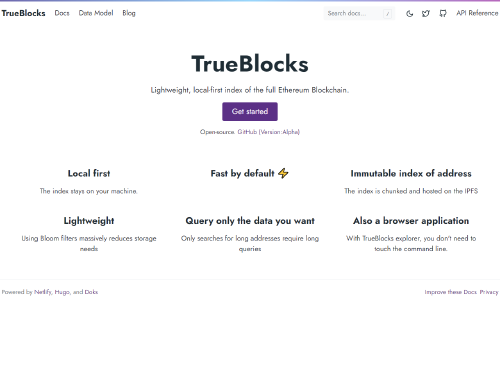 TrueBlocks Docs Data Model Blog Search docs... / API Reference
TrueBlocks
Lightweight, local-first index of the full Ethereum Blockchain.
Get started
Open-source. GitHub (Version:Alpha)
Local first
The index stays on your machine.
Fast by default ⚡
Immutable index of address
The index is chunked and hosted on the IPFS
Lightweight
Using Bloom filters massively reduces storage
needs
Query only the data you want
Only searches for long addresses require long
queries
Also a browser application
With TrueBlocks explorer, you don't need to
touch the command line.
Powered by Netlify, Hugo, and Doks
Improve these Docs. Privacy